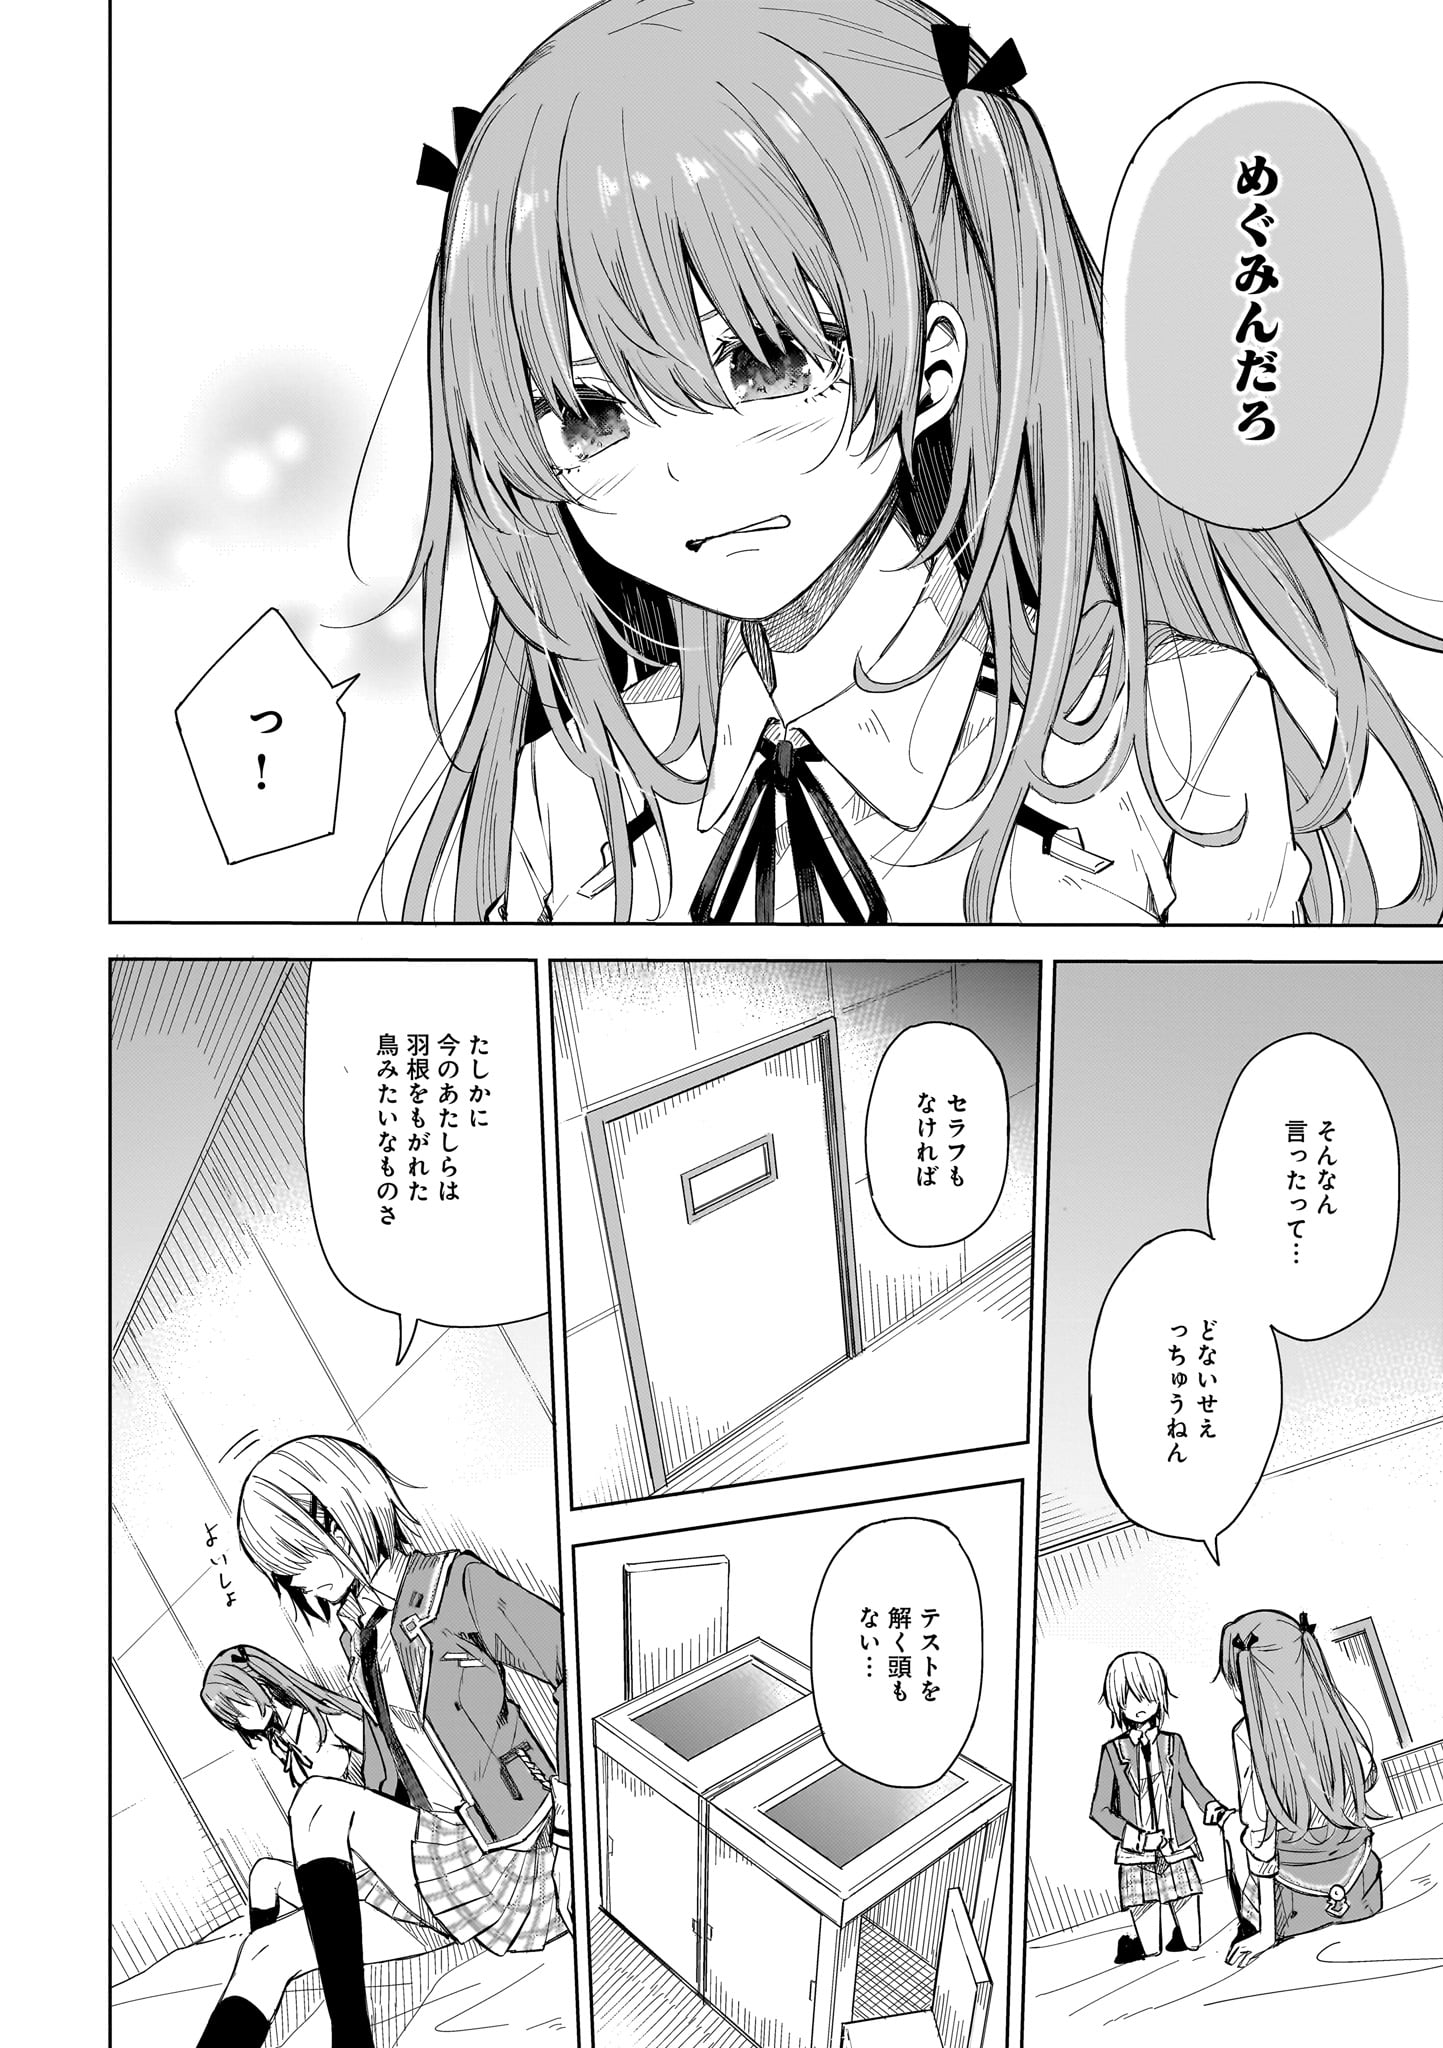 めぐみんだろ
っ！
そんなん
言ったって…
どないせえ
っちゅうねん
セラフも
なければ
テストを
解く頭も
ない…
たしかに
今のあたしらは
羽根をもがれた
鳥みたいなものさ
よいしょ